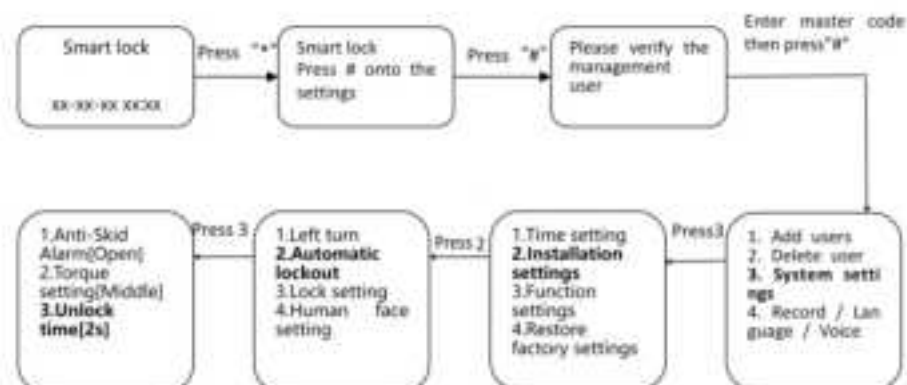 Smart lock
xx-xx-xx xx:xx
Press "*"
Smart lock
Press # onto the
settings
Press "#"
Please verify the
management
user
Enter master code
then press"#"
1. Add users
2. Delete user
3. System setti
ngs
4. Record / Lan
guage / Voice
Press3
1.Time setting
2.Installation
settings
3.Function
settings
4.Restore
factory settings
Press 2
1.Left turn
2.Automatic
lockout
3.Lock setting
4.Human face
setting
Press 3
1.Anti-Skid
Alarm[Open]
2.Torque
setting[Middle]
3.Unlock
time[2s]